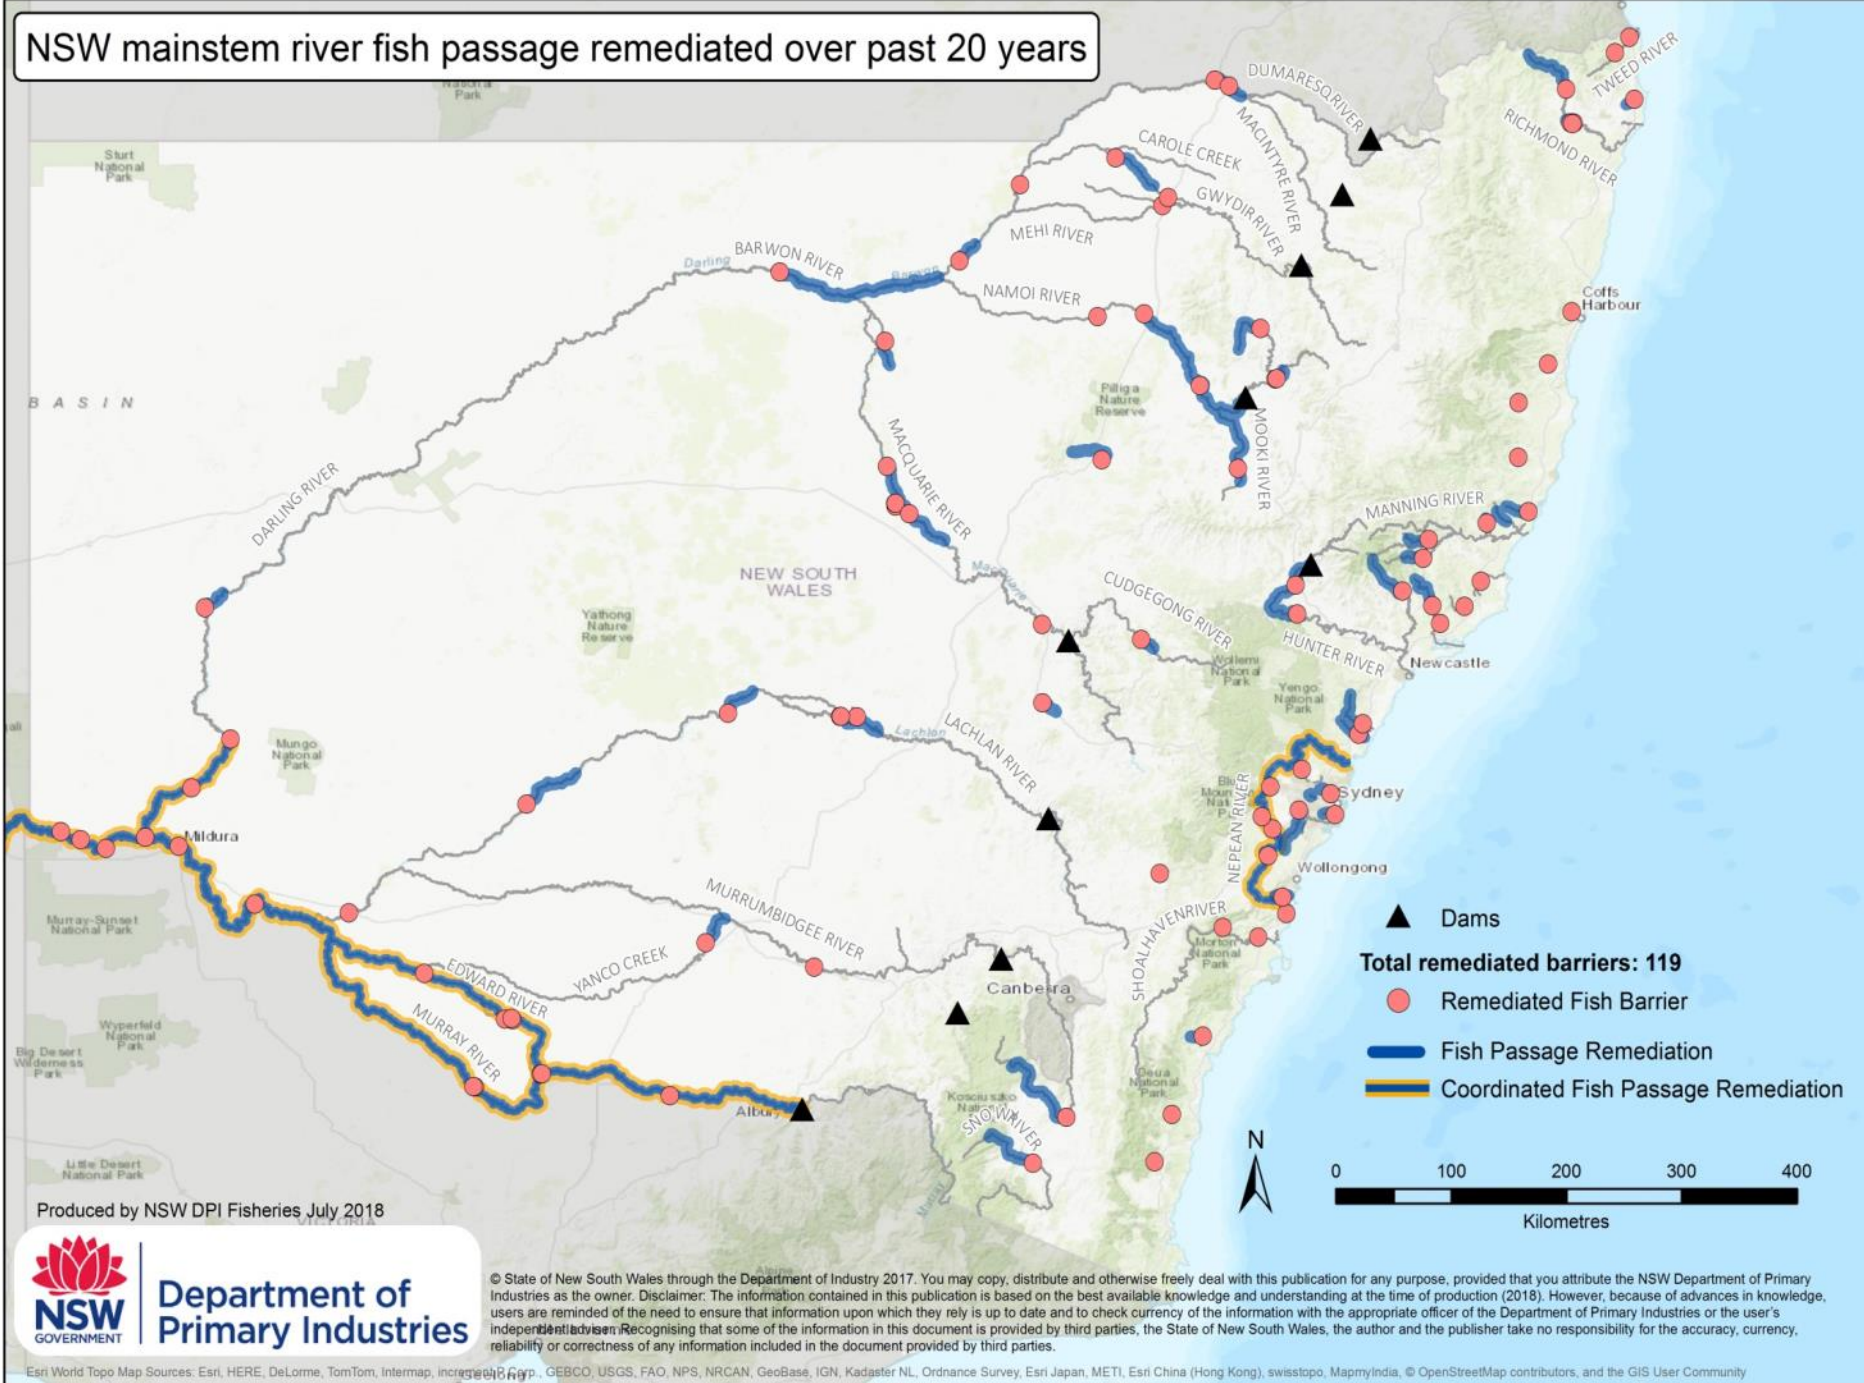 NSW mainstem river fish passage remediated over past 20 years
National
Park
Sturt
National
Park
BASIN
DUMARESQ RIVER
TWEED RIVER
RICHMOND RIVER
CAROLE CREEK
MACINTYRE RIVER
GWYDIR RIVER
MEHI RIVER
Darling
BARWON RIVER
Barwon
NAMOI RIVER
Coffs
Harbour
Pilliga
Nature
Reserve
MOOKI RIVER
MACQUARIE RIVER
DARLING RIVER
MANNING RIVER
NEW SOUTH
WALES
Macquarie
CUDGEGONG RIVER
Yathong
Nature
Reserve
HUNTER RIVER
Wollemi
National
Park
Newcastle
Yengo
National
Park
Mungo
National
Park
Lachlan
LACHLAN RIVER
Sydney
NEPEAN RIVER
Mildura
Wollongong
MURRUMBIDGEE RIVER
Murray-Sunset
National Park
SHOALHAVEN RIVER
Morton
National
Park
YANCO CREEK
EDWARD RIVER
Canberra
MURRAY RIVER
Wyperfeld
National
Park
Big Desert
Wilderness
Park
Deua
National
Park
Kosciuszko
SNOWY RIVER
Albury
Little Desert
National Park
VICTORIA
Dams
Total remediated barriers: 119
Remediated Fish Barrier
Fish Passage Remediation
Coordinated Fish Passage Remediation
N
0 100 200 300 400
Kilometres
Produced by NSW DPI Fisheries July 2018
NSW
GOVERNMENT
Department of
Primary Industries
© State of New South Wales through the Department of Industry 2017. You may copy, distribute and otherwise freely deal with this publication for any purpose, provided that you attribute the NSW Department of Primary
Industries as the owner. Disclaimer: The information contained in this publication is based on the best available knowledge and understanding at the time of production (2018). However, because of advances in knowledge,
users are reminded of the need to ensure that information upon which they rely is up to date and to check currency of the information with the appropriate officer of the Department of Primary Industries or the user's
independent adviser. Recognising that some of the information in this document is provided by third parties, the State of New South Wales, the author and the publisher take no responsibility for the accuracy, currency,
reliability or correctness of any information included in the document provided by third parties.
Esri World Topo Map Sources: Esri, HERE, DeLorme, TomTom, Intermap, increment P Corp., GEBCO, USGS, FAO, NPS, NRCAN, GeoBase, IGN, Kadaster NL, Ordnance Survey, Esri Japan, METI, Esri China (Hong Kong), swisstopo, MapmyIndia, © OpenStreetMap contributors, and the GIS User Community
Geelong